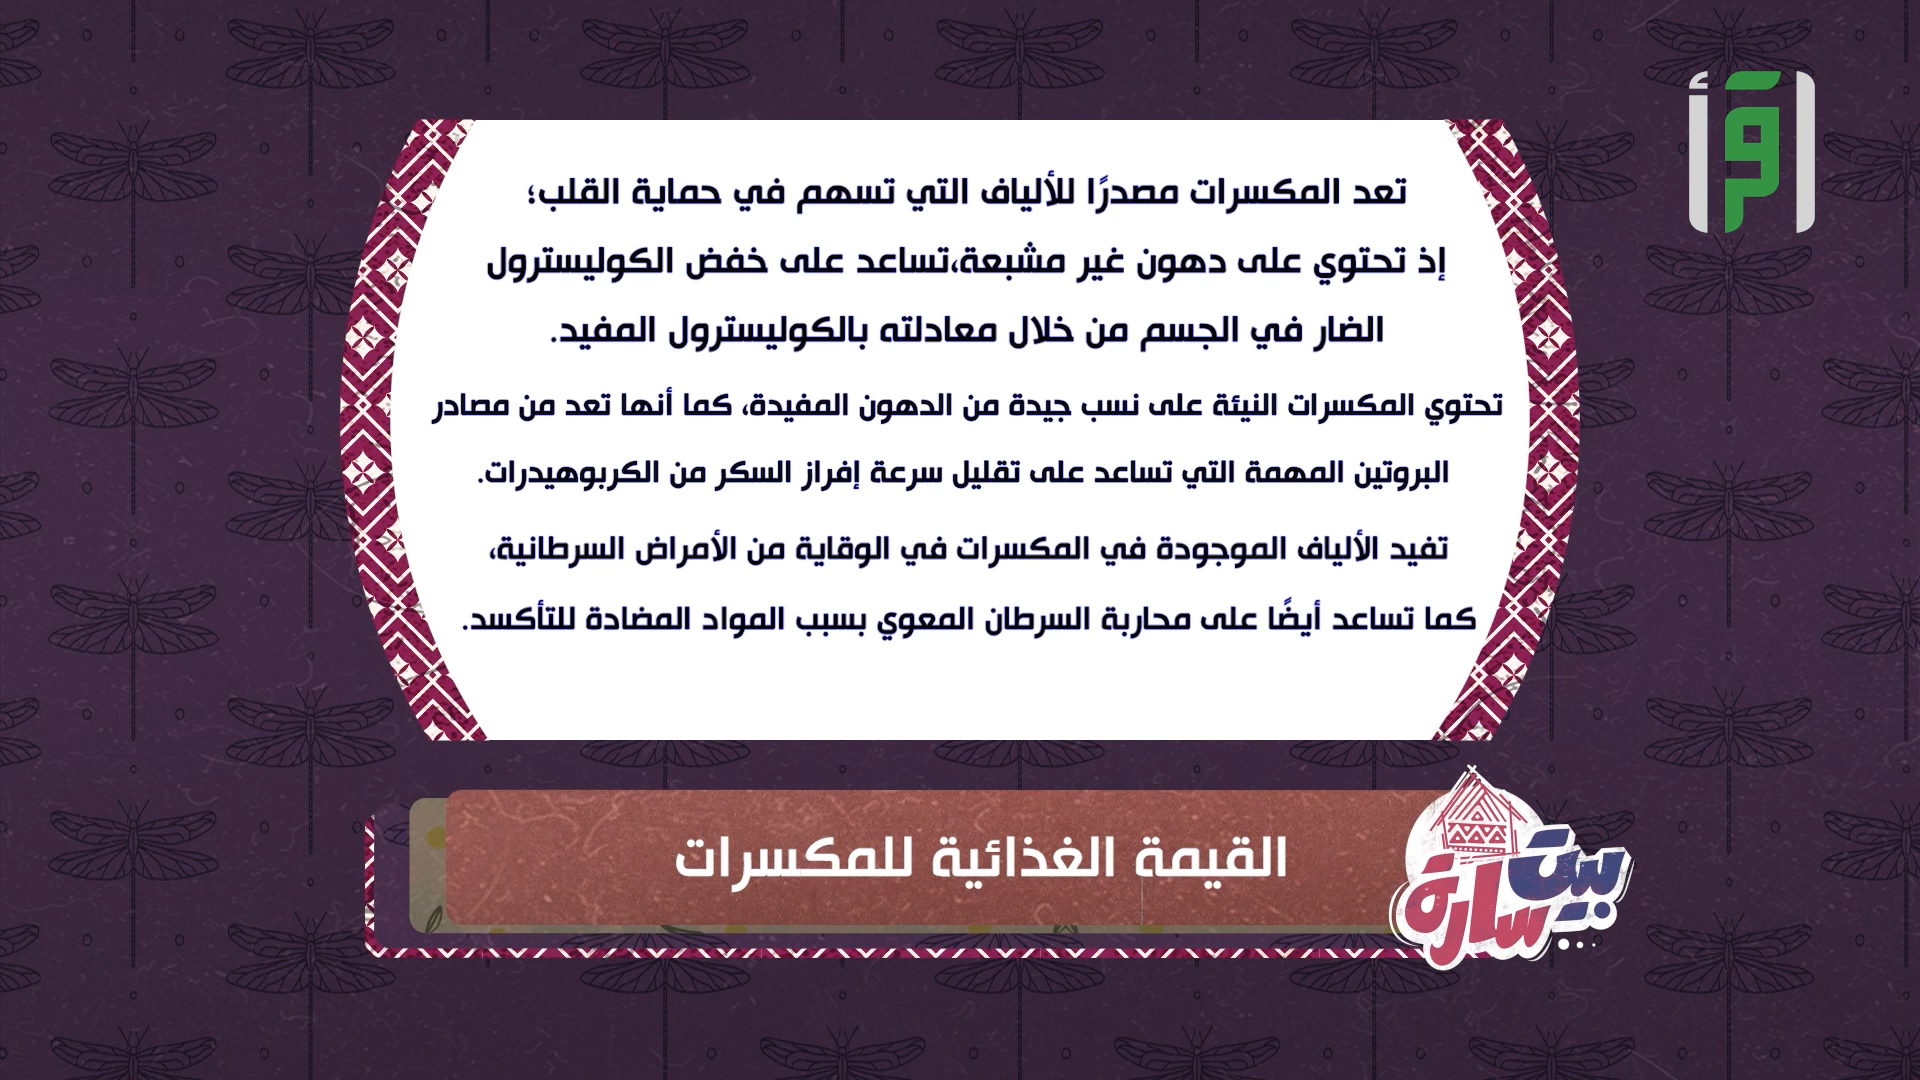 اقرأ
تعد المكسرات مصدرًا للألياف التي تسهم في حماية القلب؛
إذ تحتوي على دهون غير مشبعة،تساعد على خفض الكوليسترول
الضار في الجسم من خلال معادلته بالكوليسترول المفيد.
تحتوي المكسرات النيئة على نسب جيدة من الدهون المفيدة، كما أنها تعد من مصادر
البروتين المهمة التي تساعد على تقليل سرعة إفراز السكر من الكربوهيدرات.
تفيد الألياف الموجودة في المكسرات في الوقاية من الأمراض السرطانية،
كما تساعد أيضًا على محاربة السرطان المعوي بسبب المواد المضادة للتأكسد.
القيمة الغذائية للمكسرات
بيت
سارة